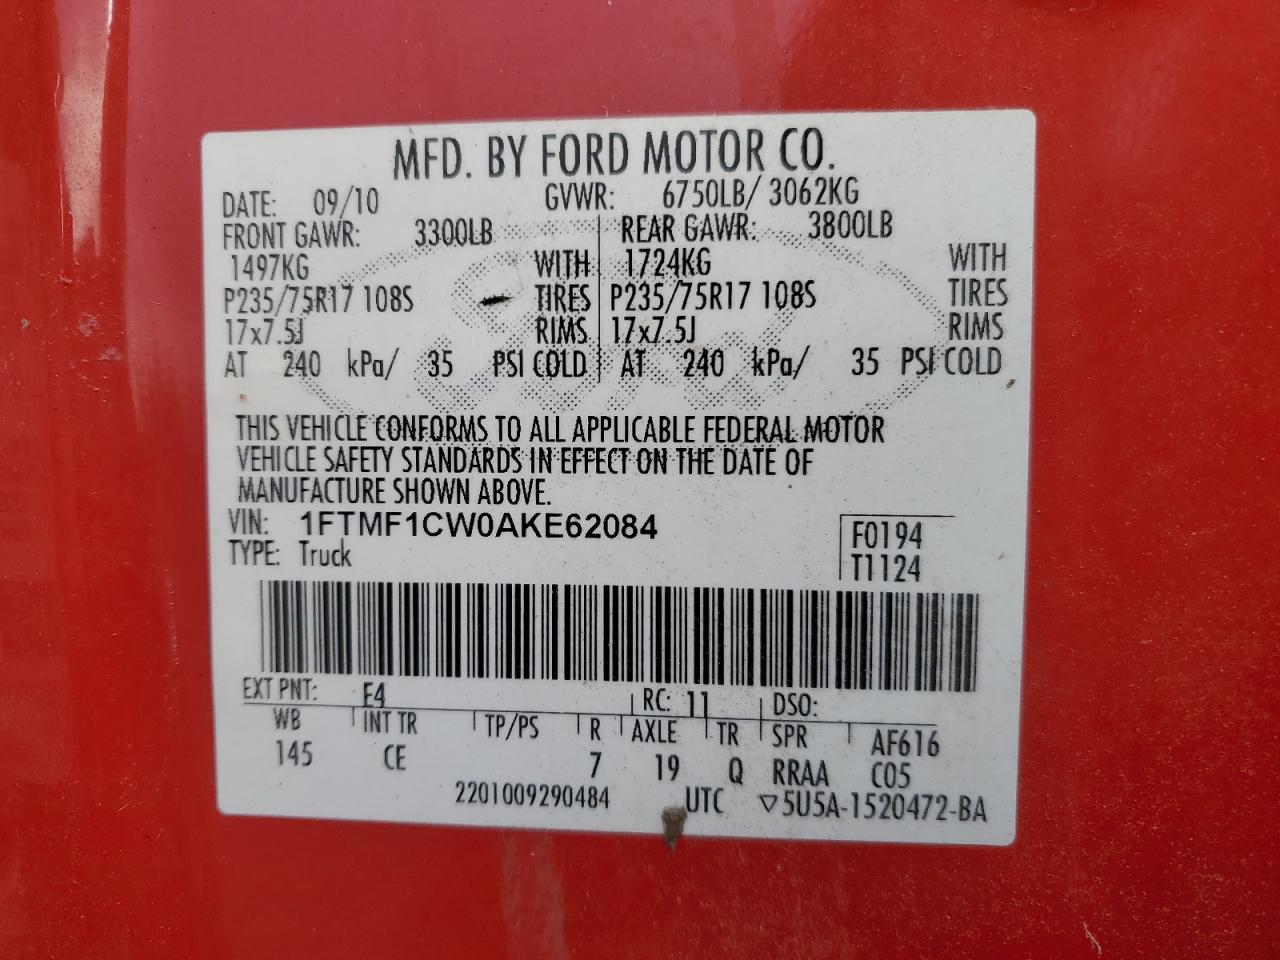 MFD. BY FORD MOTOR CO.
DATE: 09/10 GVWR: 6750LB/ 3062KG
FRONT GAWR: 3300LB REAR GAWR: 3800LB
1497KG WITH 1724KG WITH
P235/75R17 108S TIRES P235/75R17 108S TIRES
17x7.5J RIMS 17x7.5J RIMS
AT 240 kPa/ 35 PSI COLD AT 240 kPa/ 35 PSI COLD
THIS VEHICLE CONFORMS TO ALL APPLICABLE FEDERAL MOTOR
VEHICLE SAFETY STANDARDS IN EFFECT ON THE DATE OF
MANUFACTURE SHOWN ABOVE.
VIN: 1FTMF1CW0AKE62084 F0194
TYPE: Truck T1124
EXT PNT: F4 RC: 11 DSO:
WB INT TR TP/PS R AXLE TR SPR AF616
145 CE 7 19 Q RRAA C05
2201009290484 UTC ▽5U5A-1520472-BA